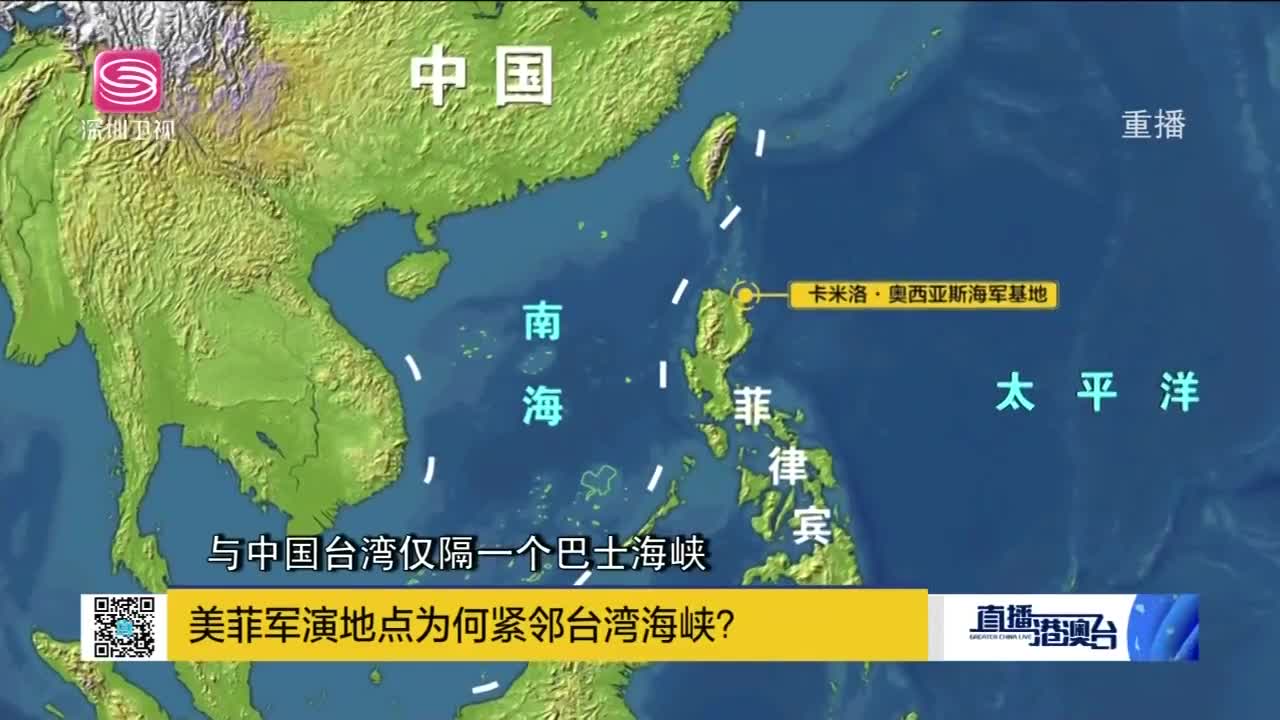 中国
深圳卫视
重播
卡米洛·奥西亚斯海军基地
南海
太平洋
菲律宾
与中国台湾仅隔一个巴士海峡
美菲军演地点为何紧邻台湾海峡?
直播港澳台
GREATER CHINA LIVE